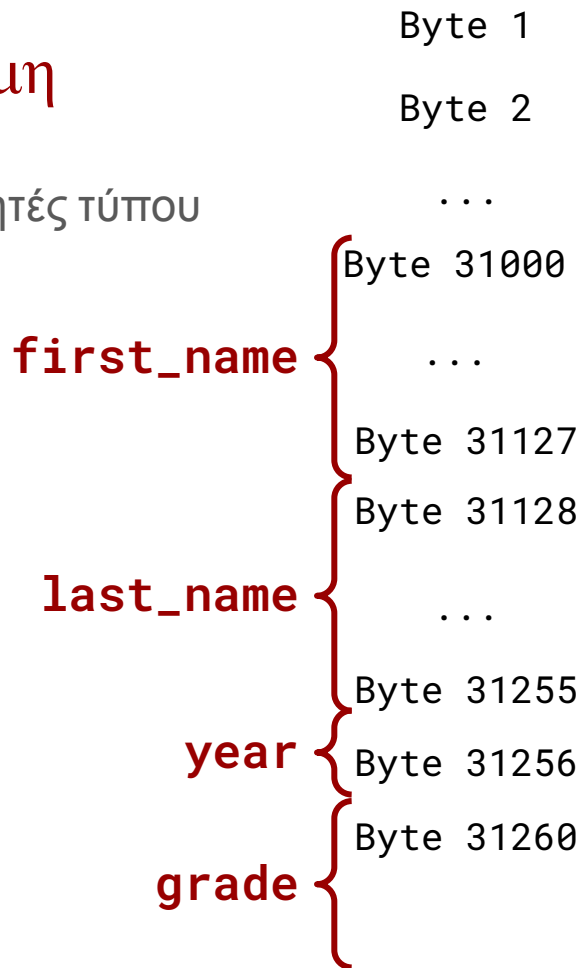 Byte 1
μη
Byte 2
ητές τύπου
...
Byte 31000
first_name
...
Byte 31127
Byte 31128
last_name
...
Byte 31255
year
Byte 31256
Byte 31260
grade